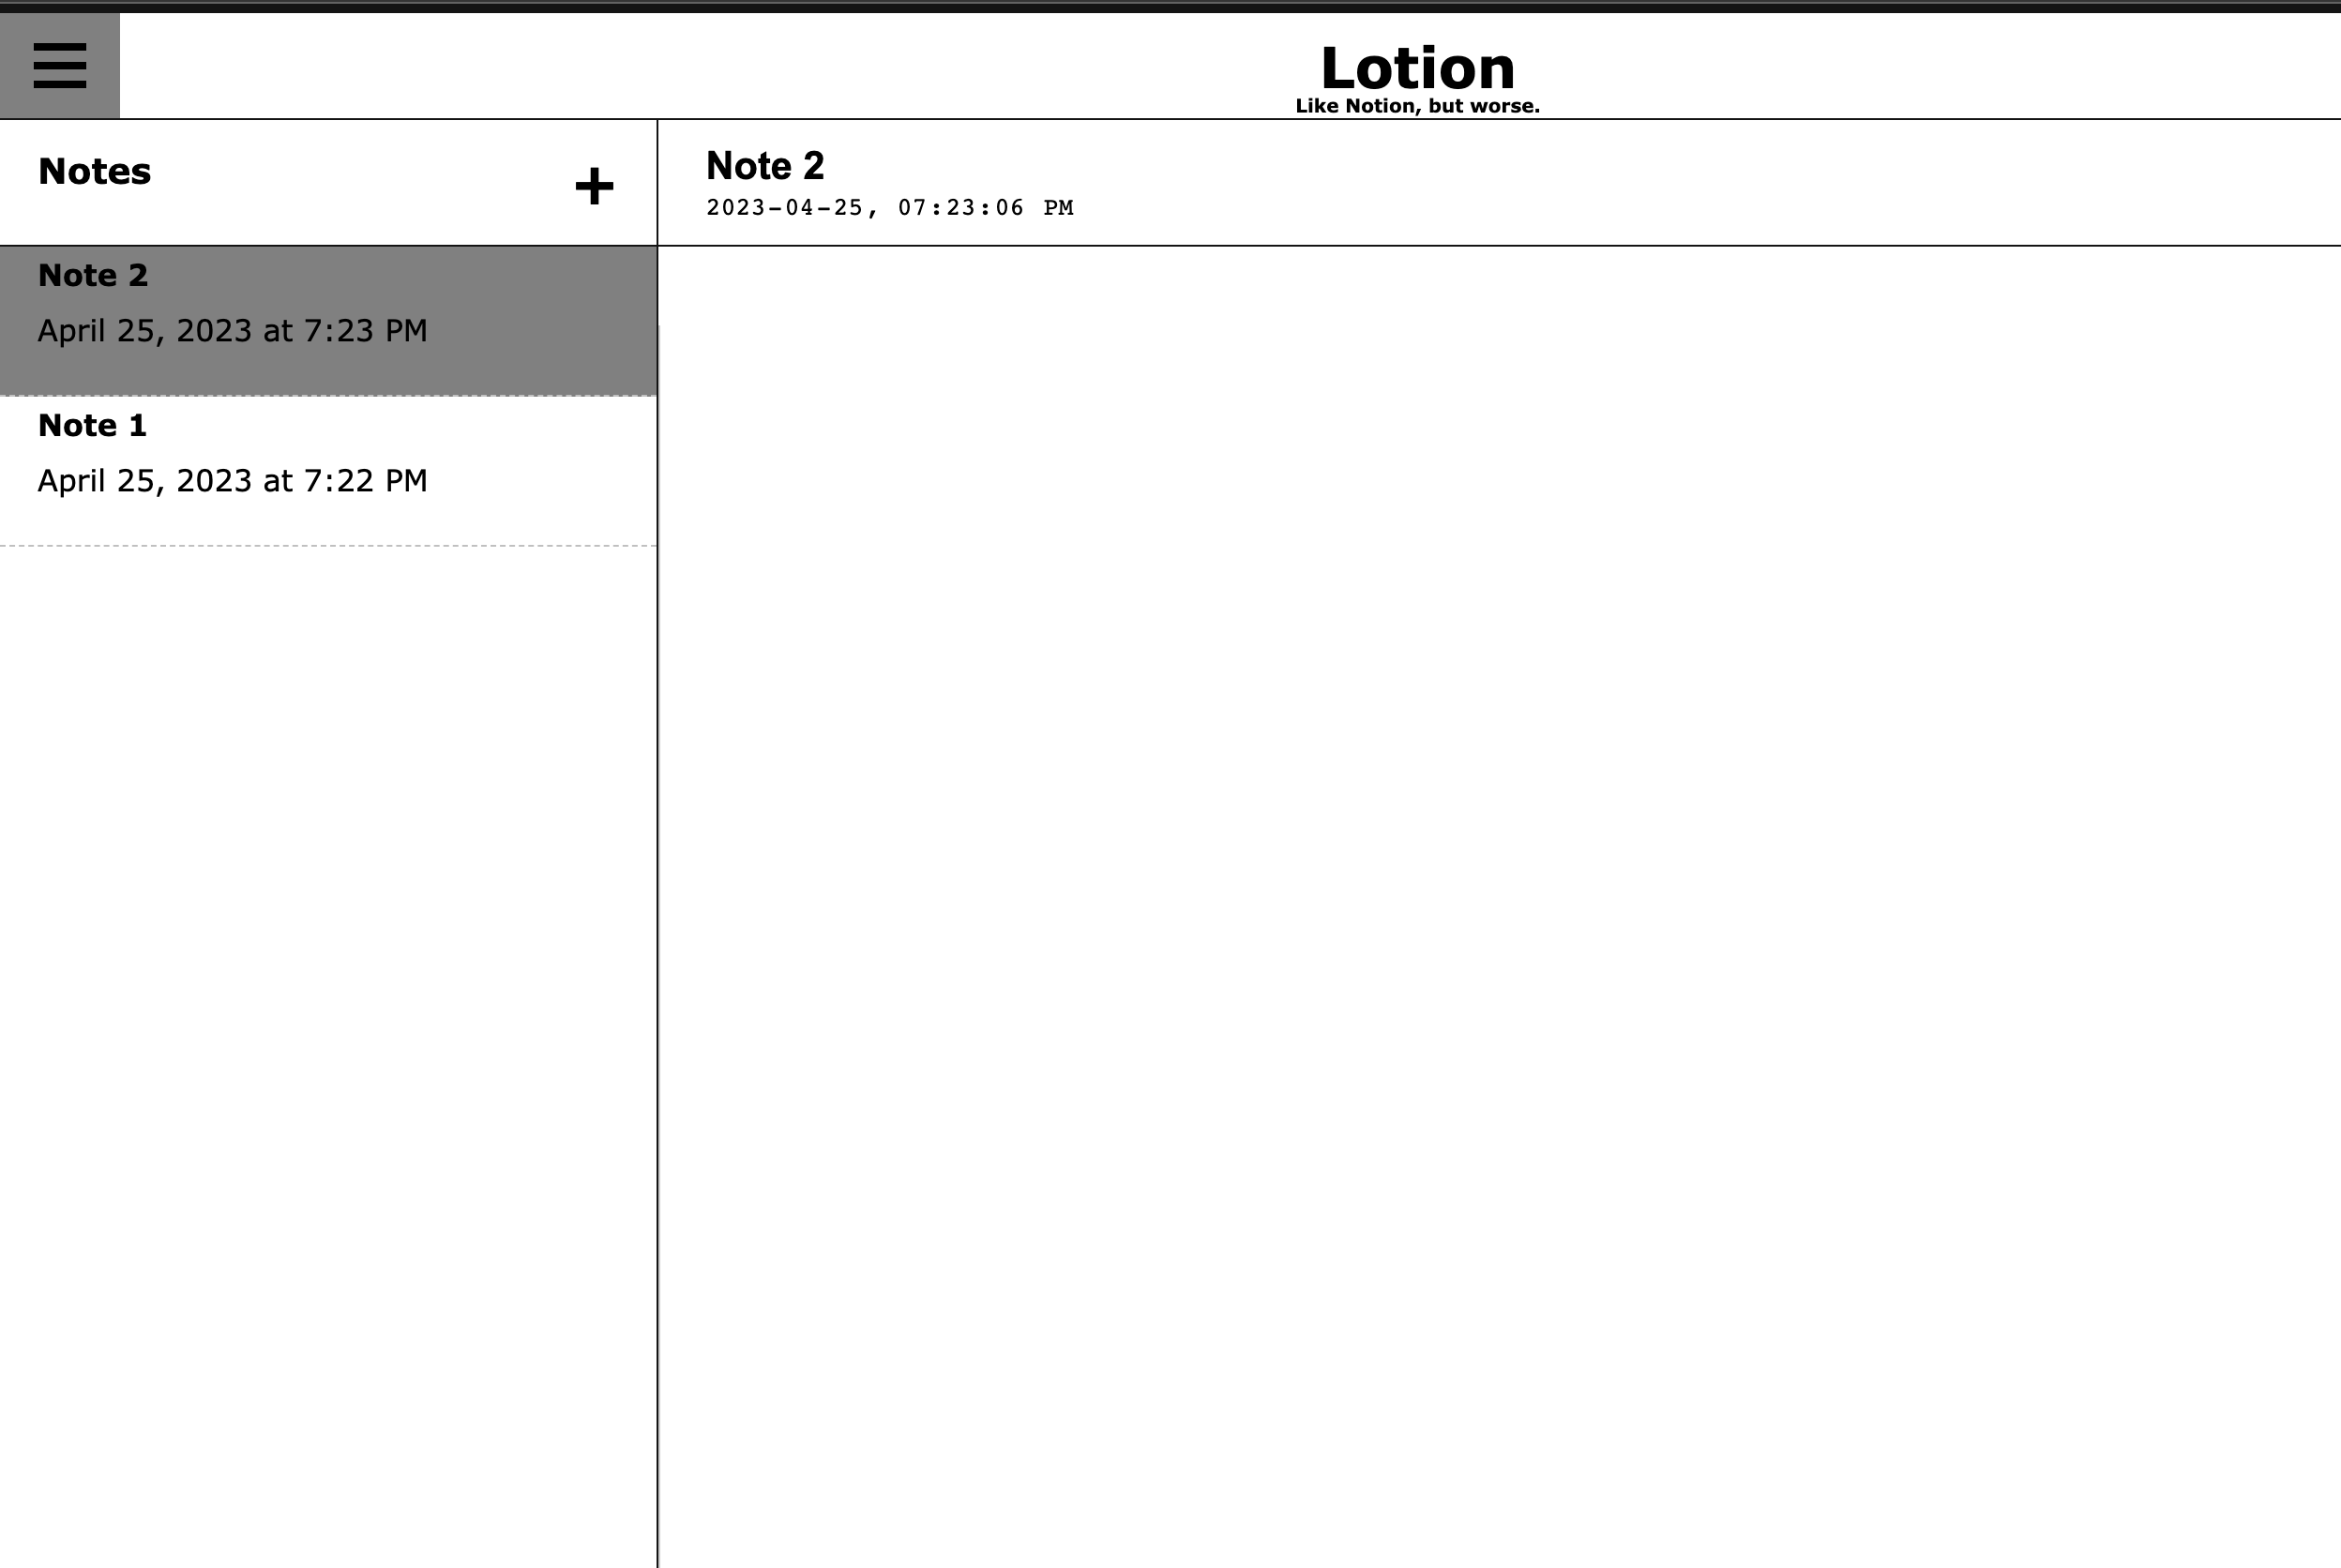 Lotion
Like Notion, but worse.
Notes
+
Note 2
April 25, 2023 at 7:23 PM
Note 1
April 25, 2023 at 7:22 PM
Note 2
2023-04-25, 07:23:06 PM